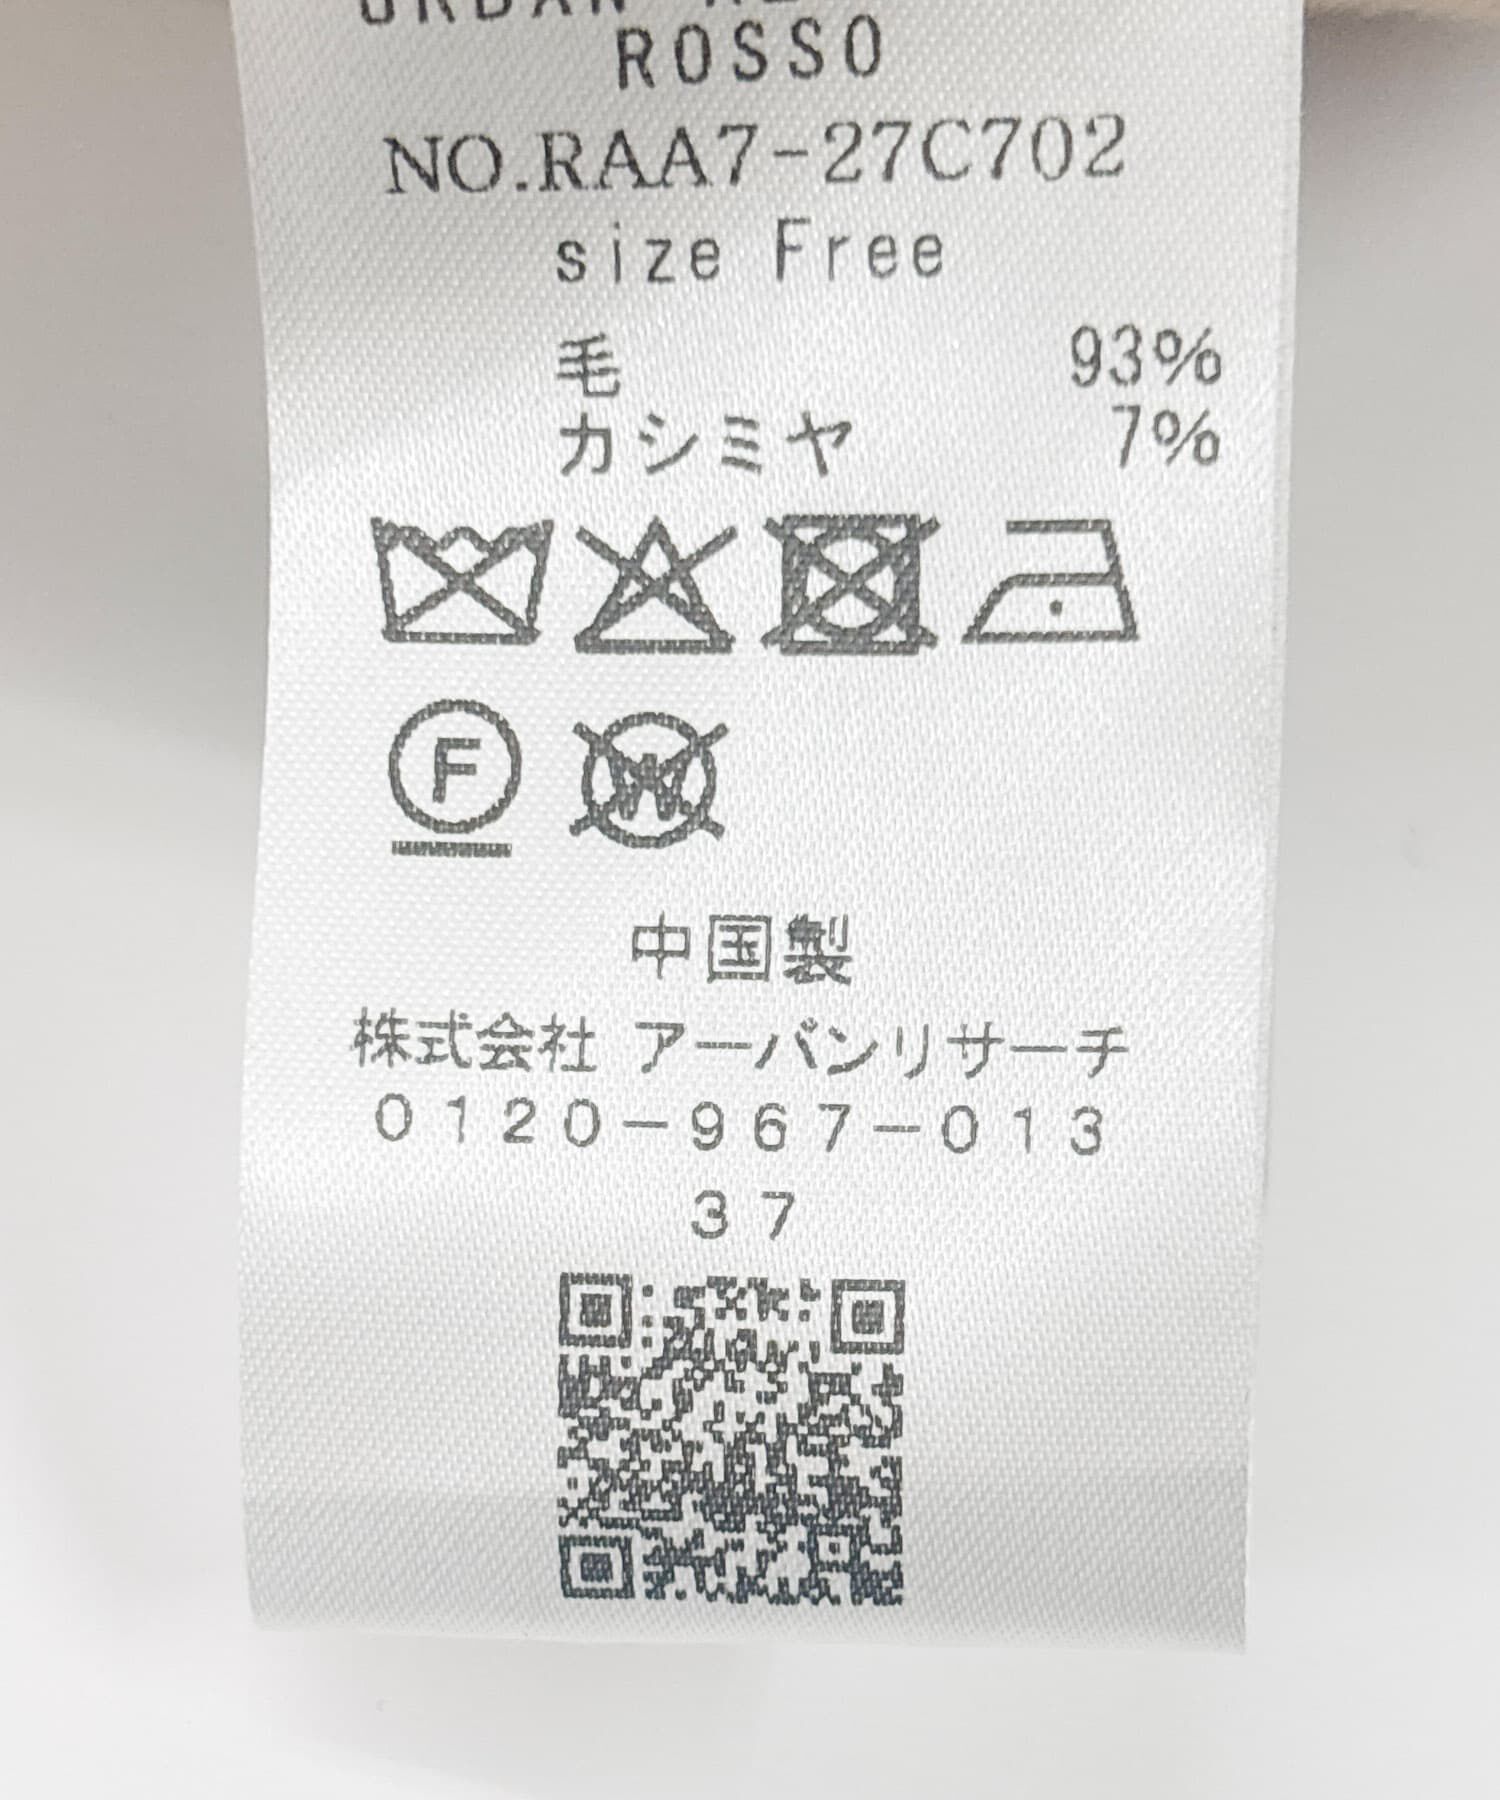 URBAN
ROSSO
NO.RAA7-27C702
size Free
毛 93%
カシミヤ 7%
F
W
中国製
株式会社 アーバンリサーチ
0120-967-013
37